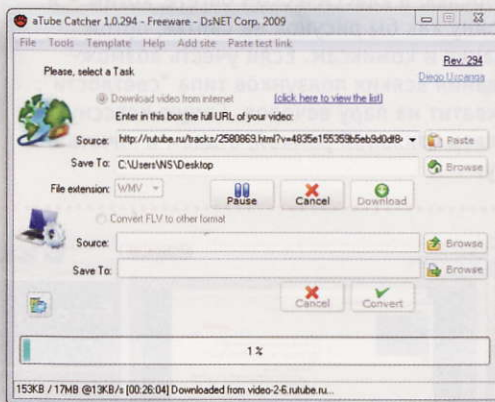 aTube Catcher 1.0.294 - Freeware - DsNET Corp. 2009
File Tools Template Help Add site Paste test link
Rev. 294
Please, select a Task
Diego Uzcanga
Download video from internet [click here to view the list]
Enter in this box the full URL of your video:
Source: http://rutube.ru/tracks/2580869.html?v=4835e155359b5eb9d0df8 Paste
Save To: C:\Users\NS\Desktop Browse
File extension: WMV Pause Cancel Download
Convert FLV to other format
Source: Browse
Save To: Browse
Cancel Convert
1 %
153KB / 17MB @13KB/s [00:26:04] Downloaded from video-2-6.rutube.ru...